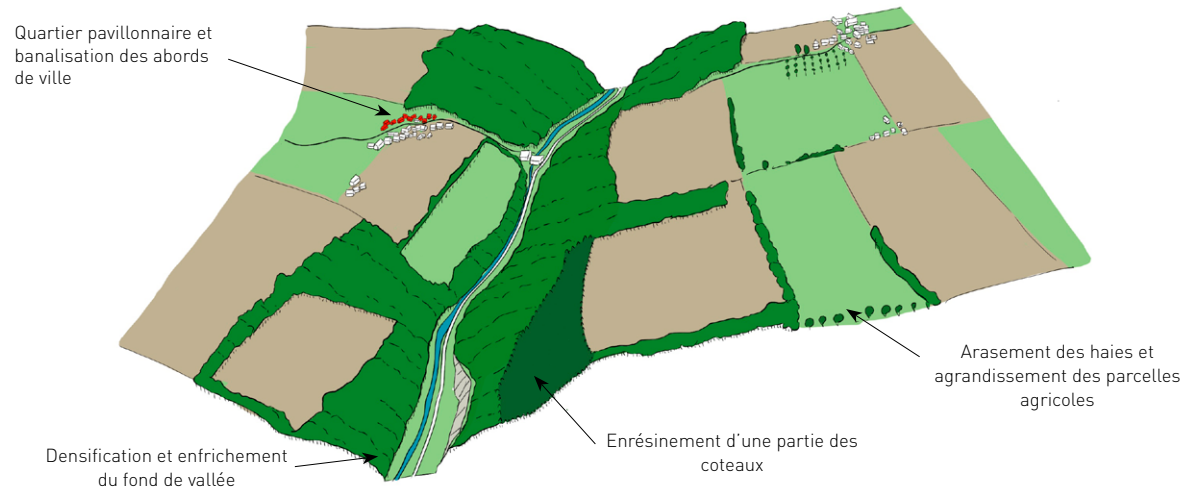 Quartier pavillonnaire et
banalisation des abords
de ville
Arasement des haies et
agrandissement des parcelles
agricoles
Enrésinement d'une partie des
coteaux
Densification et enfrichement
du fond de vallée